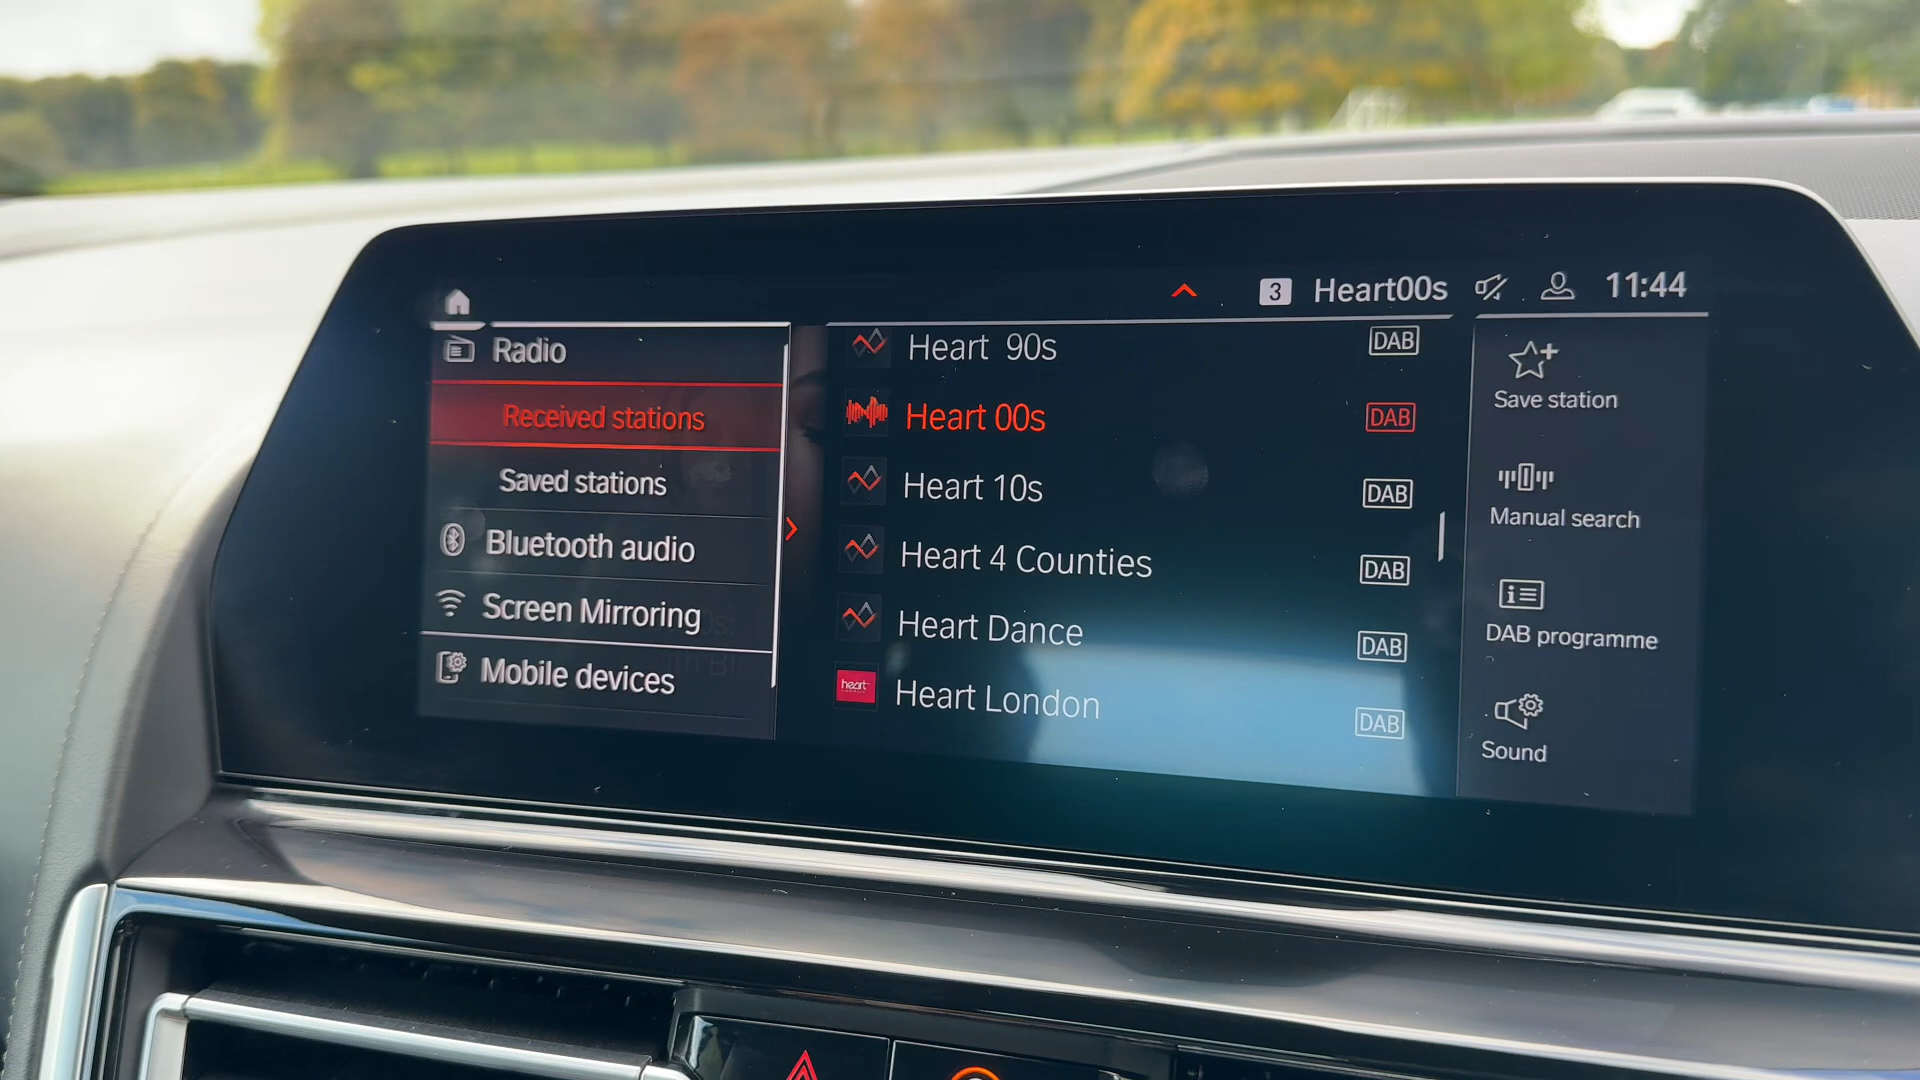 3 Heart00s 11:44
Radio
Received stations
Saved stations
Bluetooth audio
Screen Mirroring
Mobile devices
Heart 90s DAB
Heart 00s DAB
Heart 10s DAB
Heart 4 Counties DAB
Heart Dance DAB
heart
Heart London DAB
Save station
Manual search
DAB programme
Sound